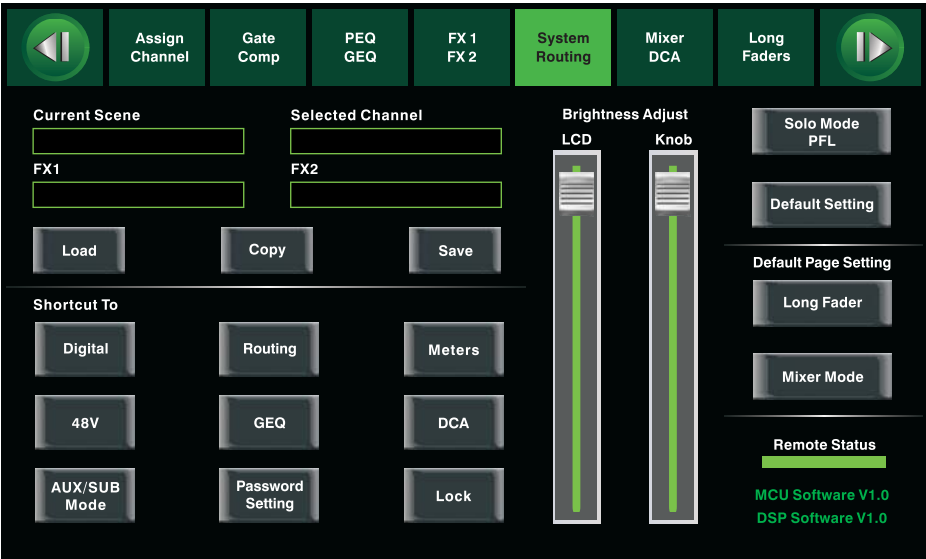 Assign
Channel
Gate
Comp
PEQ
GEQ
FX 1
FX 2
System
Routing
Mixer
DCA
Long
Faders
Current Scene
Selected Channel
FX1
FX2
Load
Copy
Save
Shortcut To
Digital
Routing
Meters
48V
GEQ
DCA
AUX/SUB
Mode
Password
Setting
Lock
Brightness Adjust
LCD
Knob
Solo Mode
PFL
Default Setting
Default Page Setting
Long Fader
Mixer Mode
Remote Status
MCU Software V1.0
DSP Software V1.0